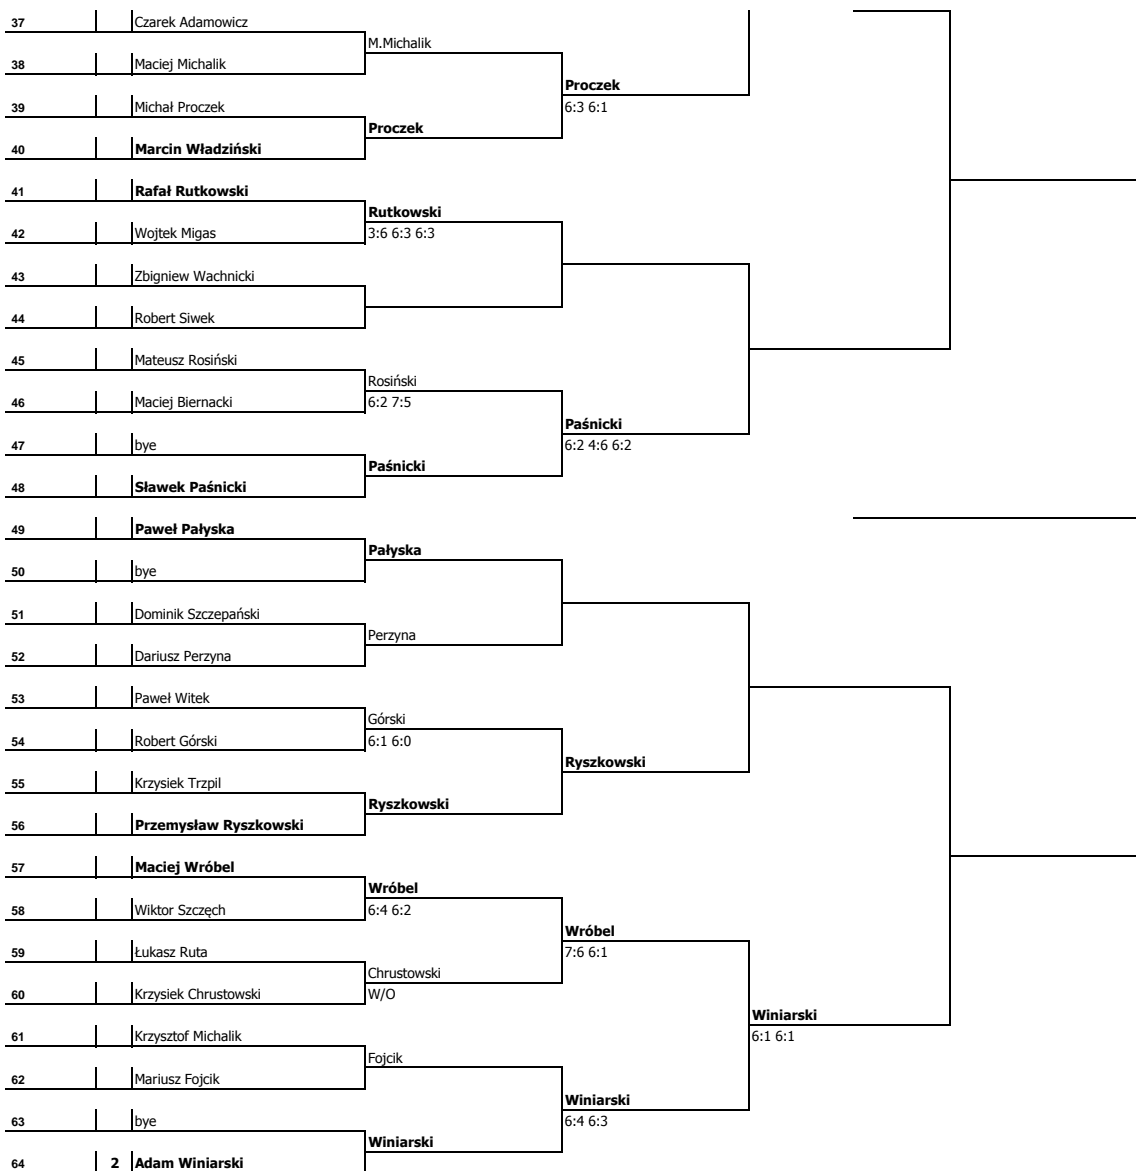 37 Czarek Adamowicz
M.Michalik
38 Maciej Michalik
Proczek
39 Michał Proczek
6:3 6:1
Proczek
40 Marcin Władziński
41 Rafał Rutkowski
Rutkowski
42 Wojtek Migas
3:6 6:3 6:3
43 Zbigniew Wachnicki
44 Robert Siwek
45 Mateusz Rosiński
Rosiński
46 Maciej Biernacki
6:2 7:5
Paśnicki
47 bye
6:2 4:6 6:2
Paśnicki
48 Sławek Paśnicki
49 Paweł Pałyska
Pałyska
50 bye
51 Dominik Szczepański
Perzyna
52 Dariusz Perzyna
53 Paweł Witek
Górski
54 Robert Górski
6:1 6:0
Ryszkowski
55 Krzysiek Trzpil
Ryszkowski
56 Przemysław Ryszkowski
57 Maciej Wróbel
Wróbel
58 Wiktor Szczęch
6:4 6:2
Wróbel
59 Łukasz Ruta
7:6 6:1
Chrustowski
60 Krzysiek Chrustowski
W/O
Winiarski
61 Krzysztof Michalik
6:1 6:1
Fojcik
62 Mariusz Fojcik
Winiarski
63 bye
6:4 6:3
Winiarski
64 2 Adam Winiarski